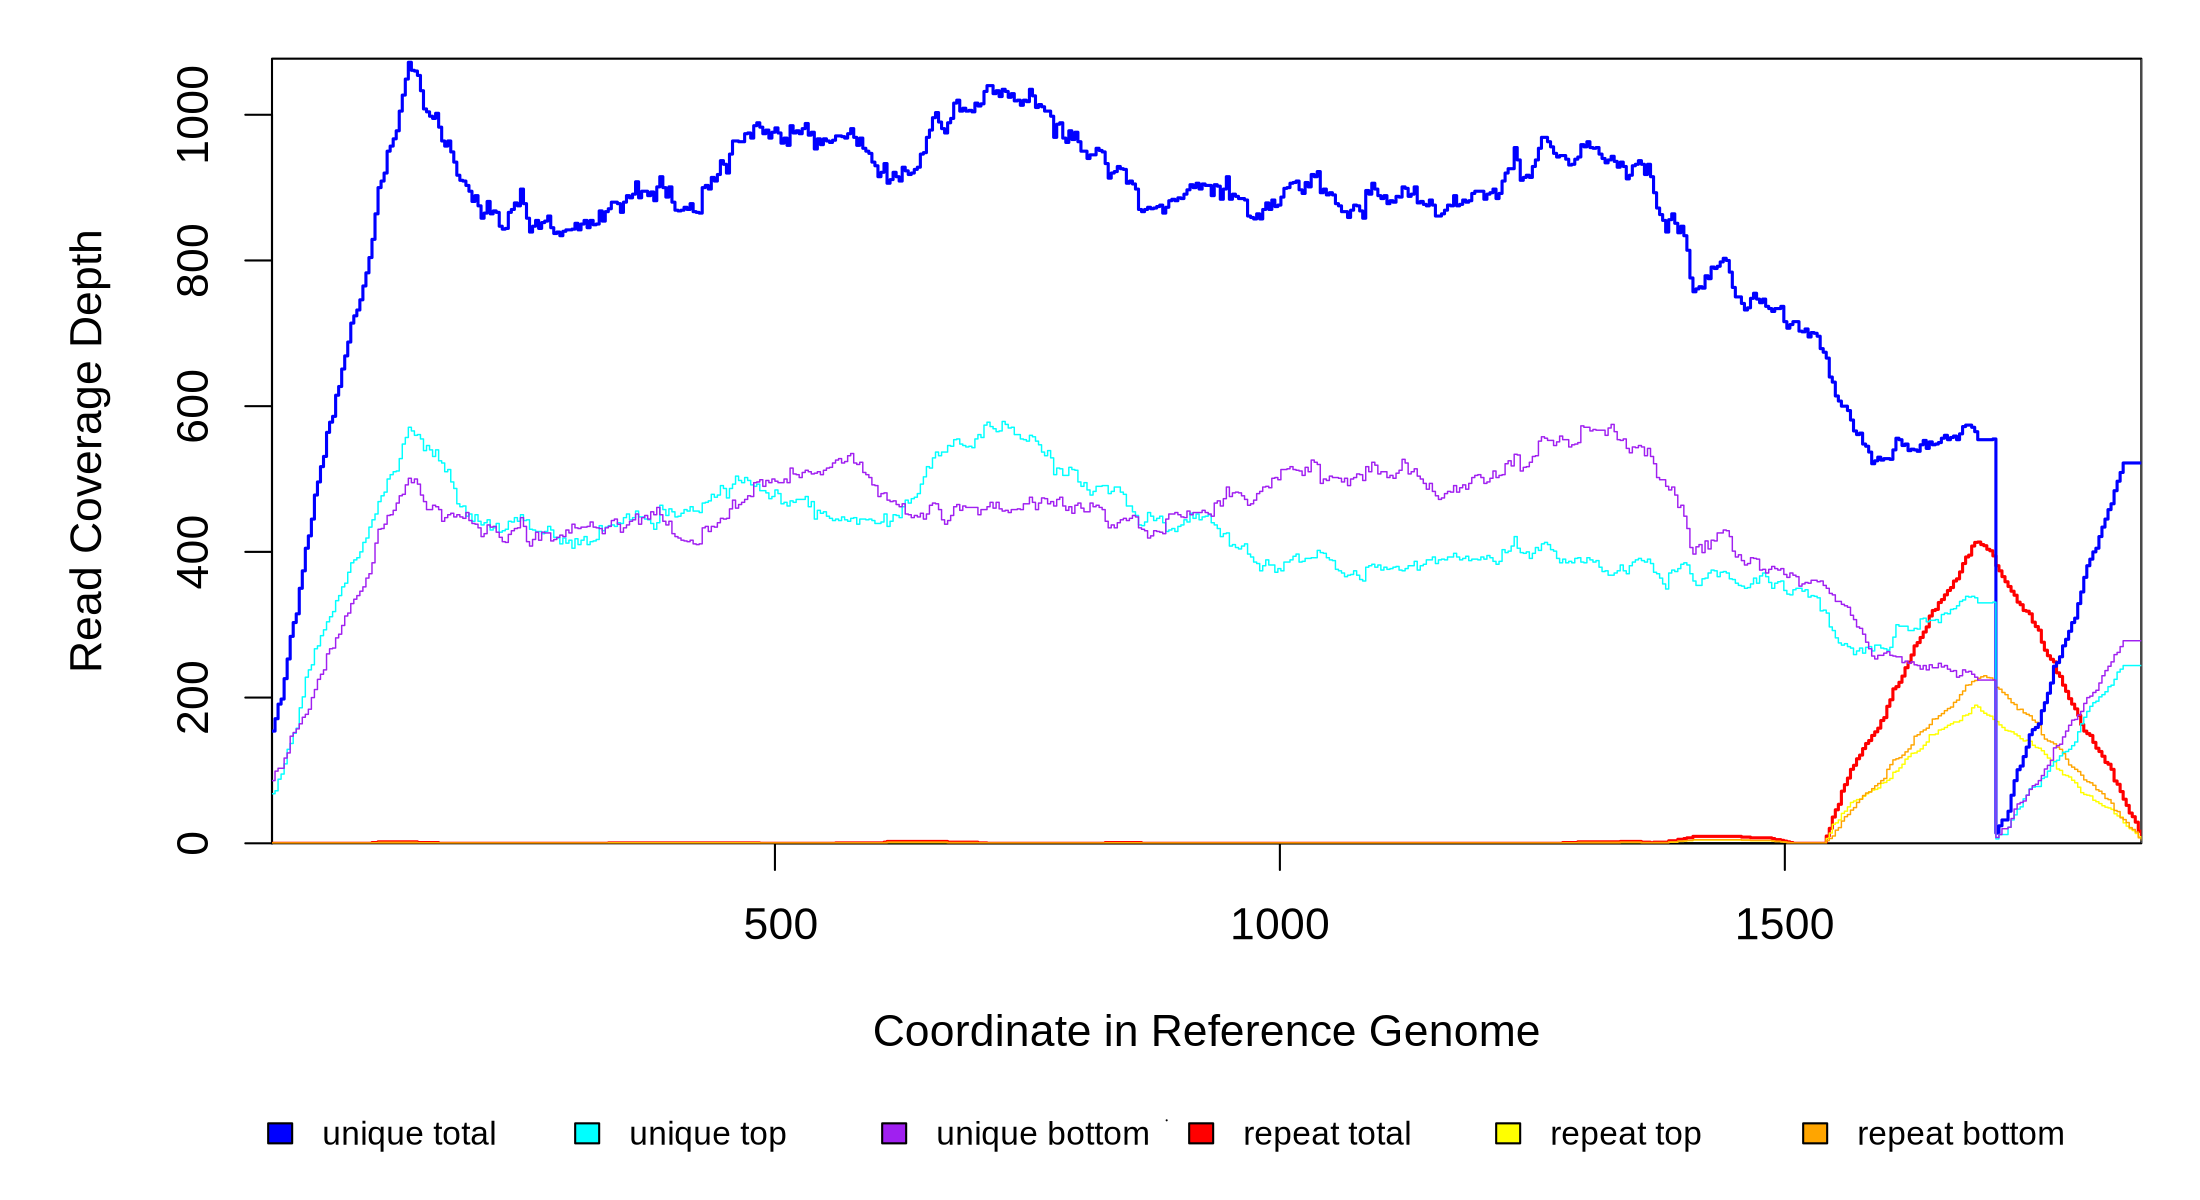 Read Coverage Depth
1000
800
600
400
200
0
500 1000 1500
Coordinate in Reference Genome
unique total unique top unique bottom repeat total repeat top repeat bottom